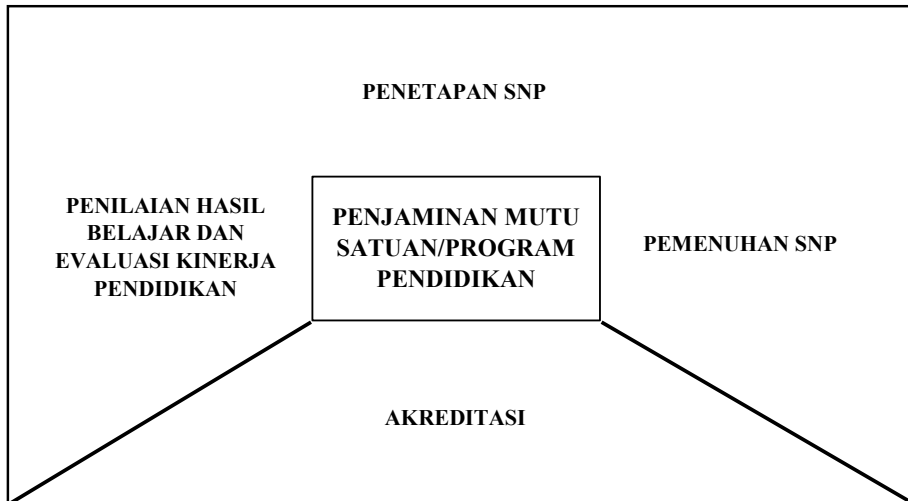 PENETAPAN SNP
PENILAIAN HASIL
BELAJAR DAN
EVALUASI KINERJA
PENDIDIKAN
PENJAMINAN MUTU
SATUAN/PROGRAM
PENDIDIKAN
PEMENUHAN SNP
AKREDITASI